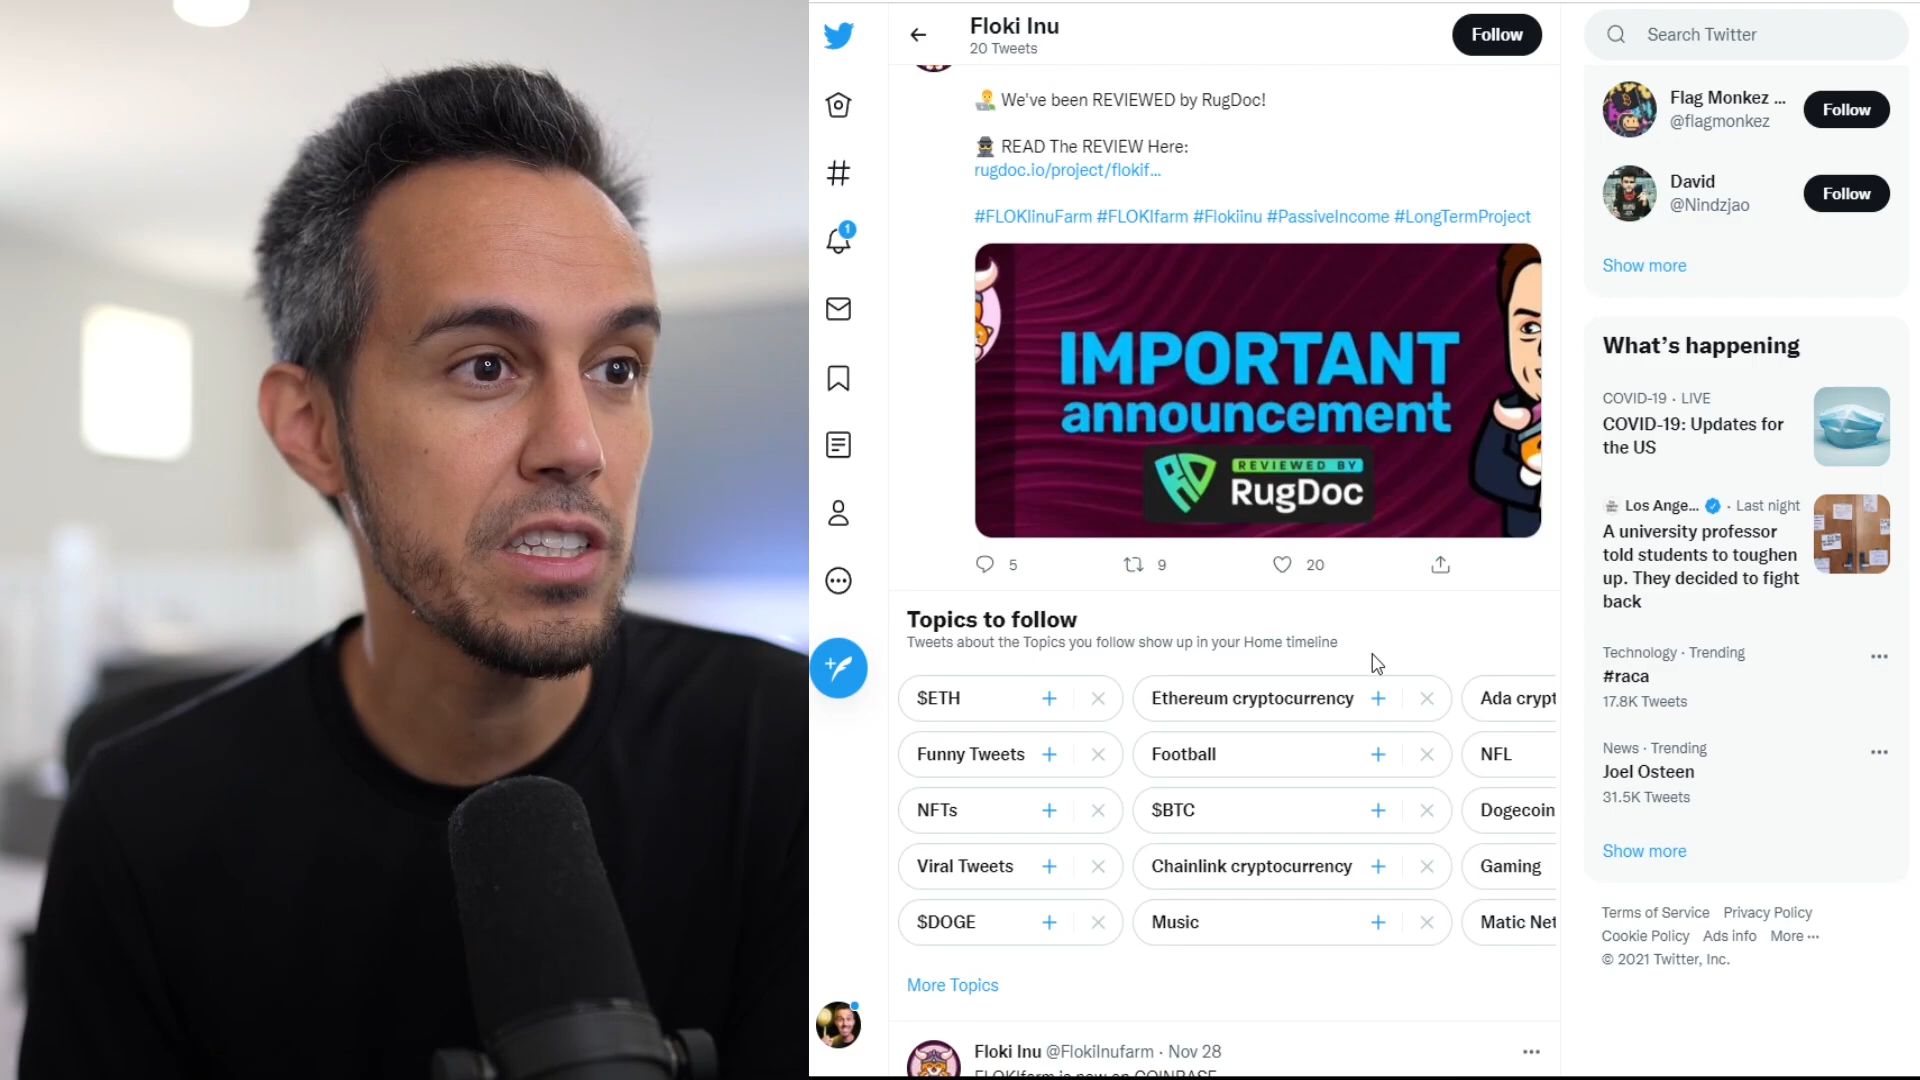 Floki Inu
20 Tweets
Follow
Search Twitter
We've been REVIEWED by RugDoc!
READ The REVIEW Here:
rugdoc.io/project/flokif...
#FLOKIinuFarm #FLOKIfarm #Flokiinu #PassiveIncome #LongTermProject
IMPORTANT
announcement
REVIEWED BY
RugDoc
5
9
20
Topics to follow
Tweets about the Topics you follow show up in your Home timeline
$ETH
Ethereum cryptocurrency
Ada crypt
Funny Tweets
Football
NFL
NFTs
$BTC
Dogecoin
Viral Tweets
Chainlink cryptocurrency
Gaming
$DOGE
Music
Matic Net
More Topics
Floki Inu @FlokiInufarm · Nov 28
FLOKIfarm is now on COINBASE
1
Flag Monkez ...
@flagmonkez
Follow
David
@Nindzjao
Follow
Show more
What's happening
COVID-19 · LIVE
COVID-19: Updates for
the US
Los Ange... · Last night
A university professor
told students to toughen
up. They decided to fight
back
Technology · Trending
#raca
17.8K Tweets
News · Trending
Joel Osteen
31.5K Tweets
Show more
Terms of Service Privacy Policy
Cookie Policy Ads info More ···
© 2021 Twitter, Inc.